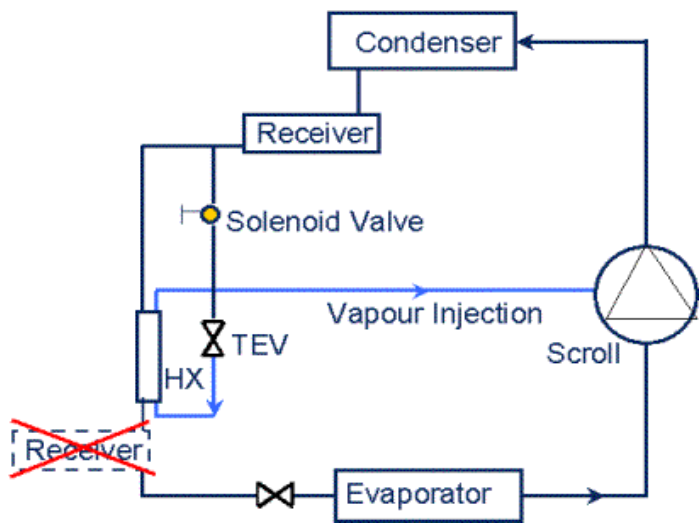 Condenser
Receiver
Solenoid Valve
Vapour Injection
TEV
Scroll
HX
Receiver
Evaporator